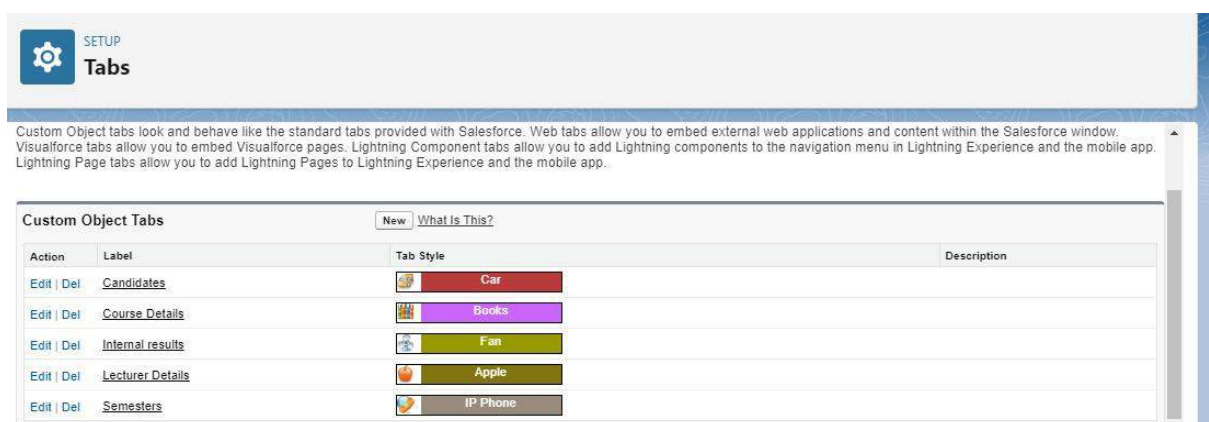 SETUP
Tabs
Custom Object tabs look and behave like the standard tabs provided with Salesforce. Web tabs allow you to embed external web applications and content within the Salesforce window.
Visualforce tabs allow you to embed Visualforce pages. Lightning Component tabs allow you to add Lightning components to the navigation menu in Lightning Experience and the mobile app.
Lightning Page tabs allow you to add Lightning Pages to Lightning Experience and the mobile app.
Custom Object Tabs New What Is This?
Action Label Tab Style Description
Edit | Del Candidates Car
Edit | Del Course Details Books
Edit | Del Internal results Fan
Edit | Del Lecturer Details Apple
Edit | Del Semesters IP Phone